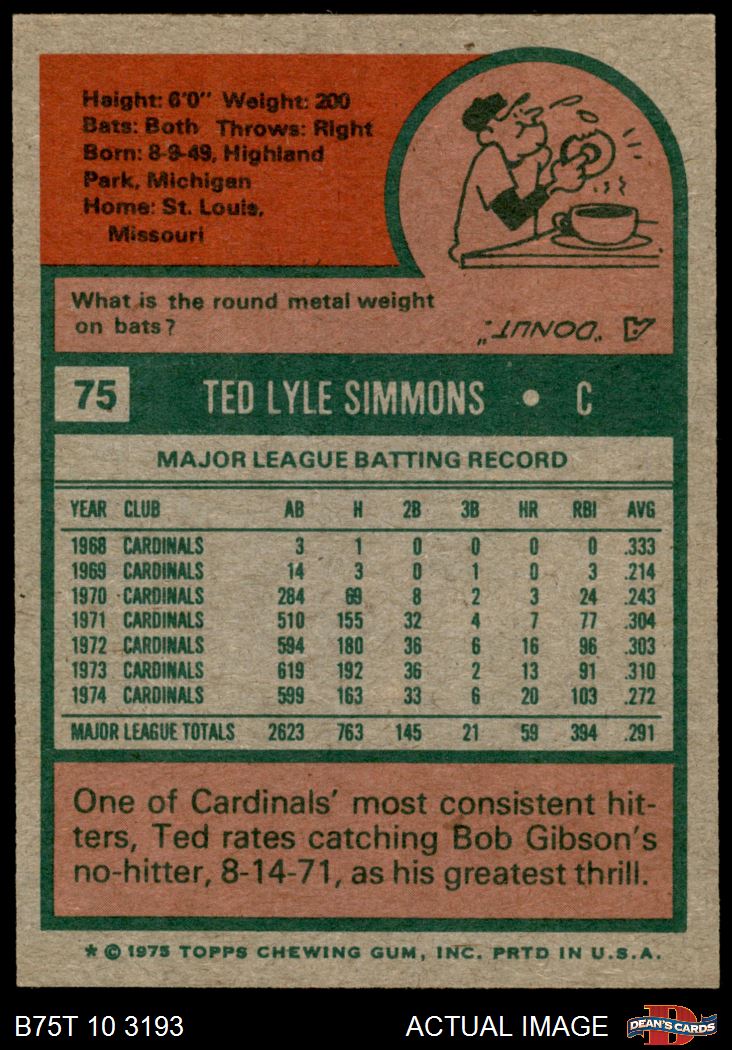 Height: 6'0" Weight: 200
Bats: Both Throws: Right
Born: 8-9-49, Highland
Park, Michigan
Home: St. Louis,
Missouri
What is the round metal weight
on bats?
A "DONUT."
75 TED LYLE SIMMONS • C
MAJOR LEAGUE BATTING RECORD
YEAR CLUB AB H 2B 3B HR RBI AVG
1968 CARDINALS 3 1 0 0 0 0 .333
1969 CARDINALS 14 3 0 1 0 3 .214
1970 CARDINALS 284 69 8 2 3 24 .243
1971 CARDINALS 510 155 32 4 7 77 .304
1972 CARDINALS 594 180 36 6 16 96 .303
1973 CARDINALS 619 192 36 2 13 91 .310
1974 CARDINALS 599 163 33 6 20 103 .272
MAJOR LEAGUE TOTALS 2623 763 145 21 59 394 .291
One of Cardinals' most consistent hit-
ters, Ted rates catching Bob Gibson's
no-hitter, 8-14-71, as his greatest thrill.
* © 1975 TOPPS CHEWING GUM, INC. PRTD IN U.S.A.
B75T 10 3193 ACTUAL IMAGE D DEAN'S CARDS